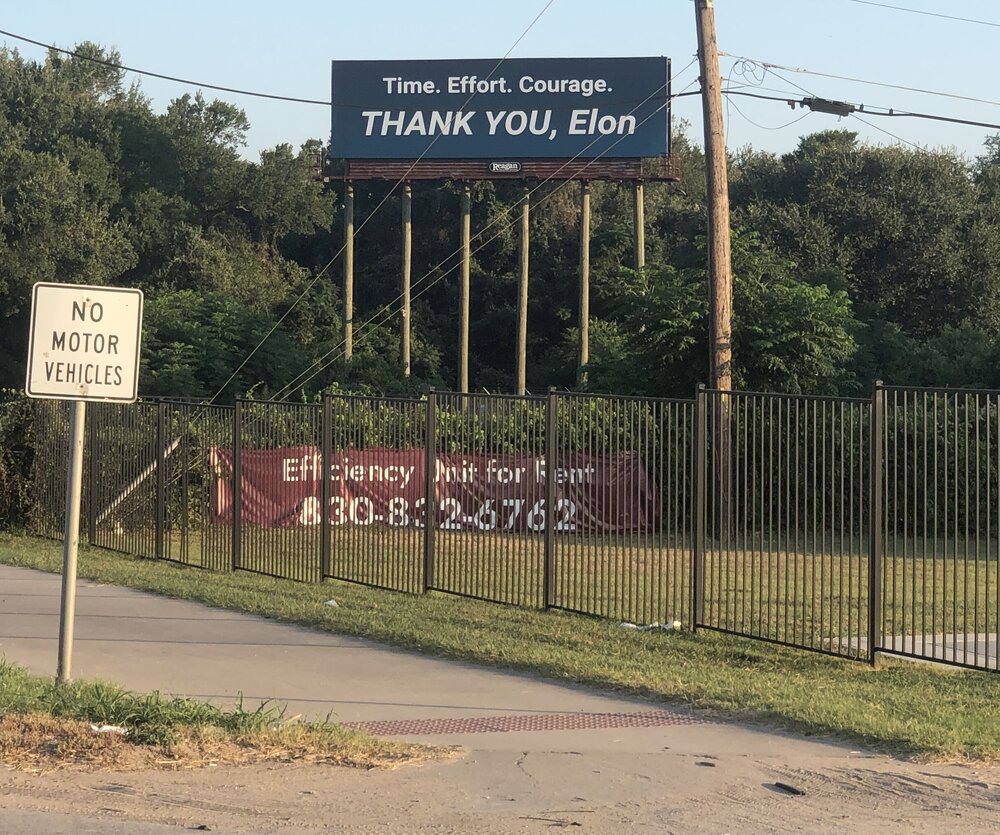 Time. Effort. Courage.
THANK YOU, Elon
Reagan
NO
MOTOR
VEHICLES
Efficiency Unit for Rent
830-832-6762